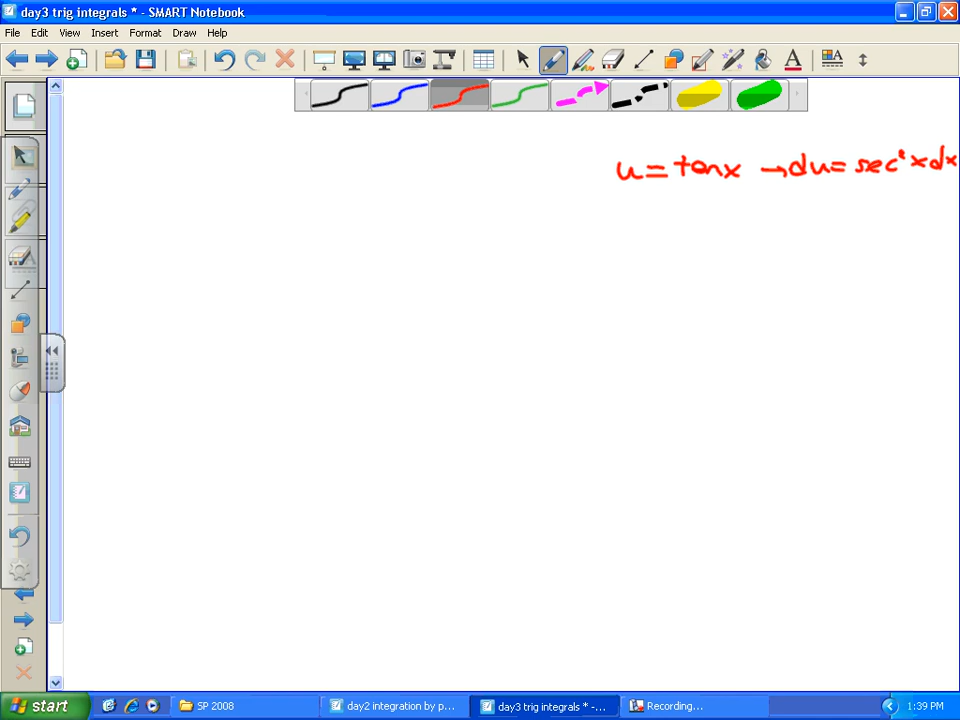 day3 trig integrals * - SMART Notebook
File Edit View Insert Format Draw Help
u = tanx → du = sec²x dx
start SP 2008 day2 integration by p... day3 trig integrals * -... Recording... 1:39 PM